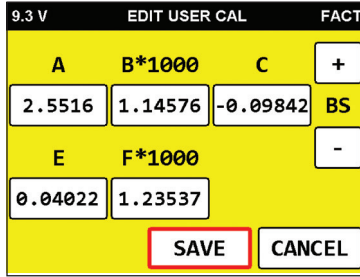 9.3 V EDIT USER CAL FACT
A B*1000 C +
2.5516 1.14576 -0.09842 BS
E F*1000 -
0.04022 1.23537
SAVE CANCEL